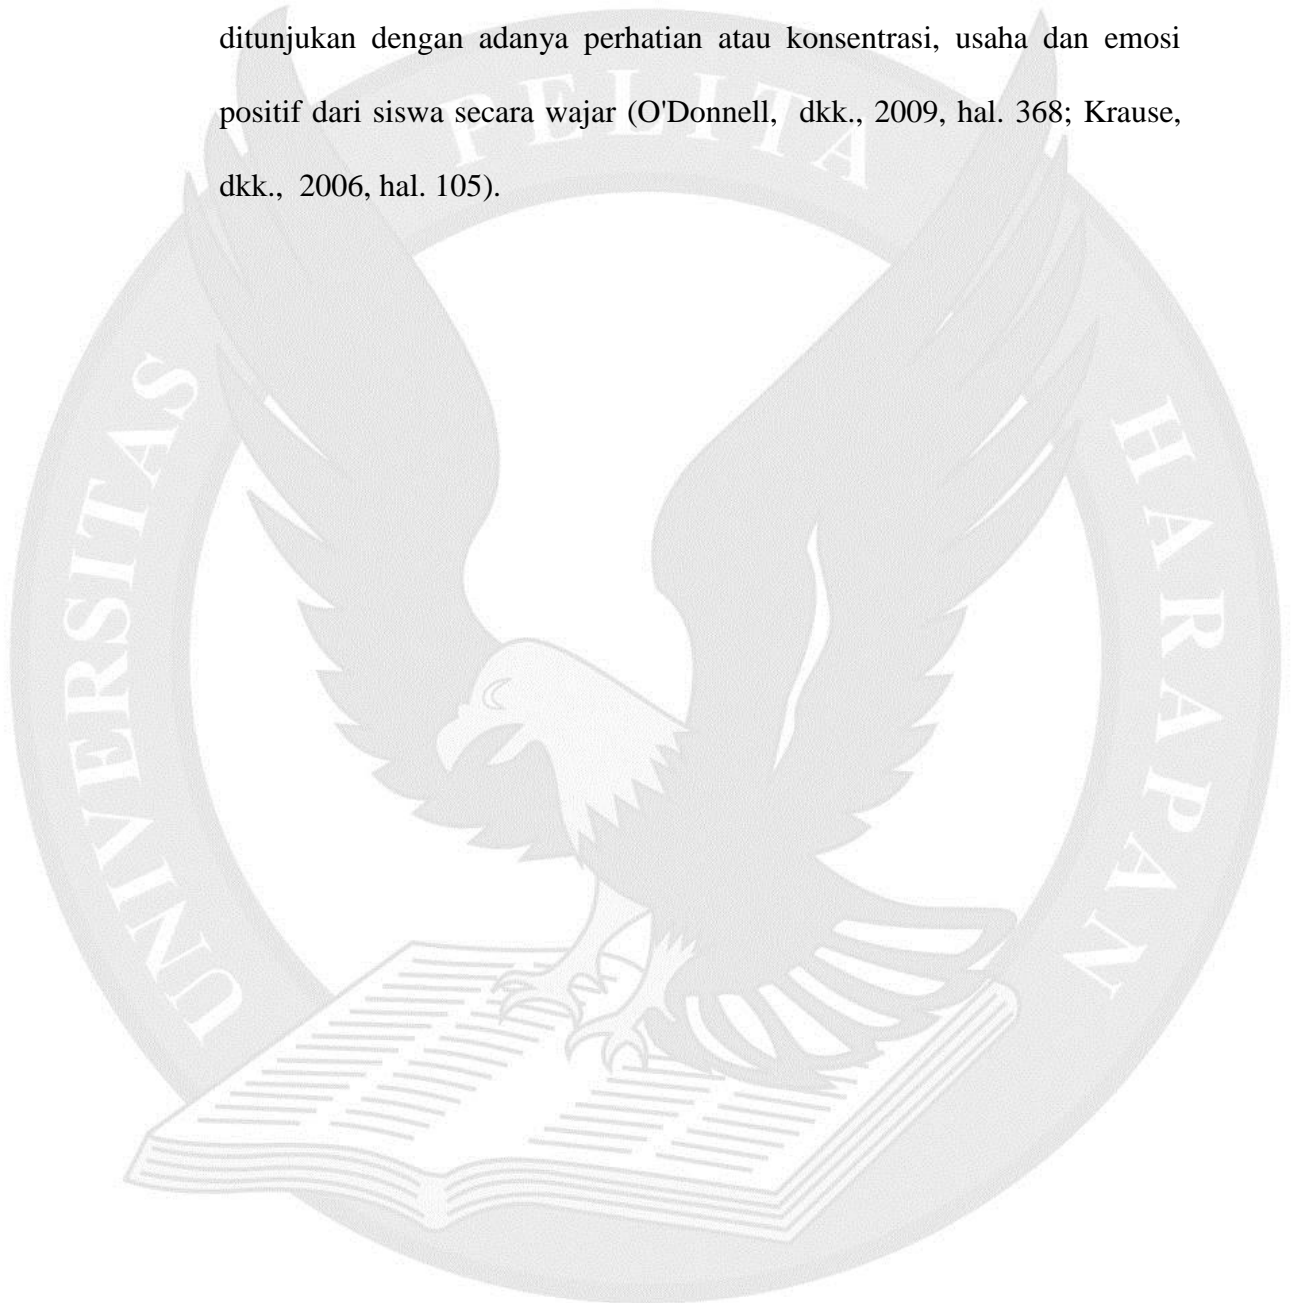 ditunjukan dengan adanya perhatian atau konsentrasi, usaha dan emosi
positif dari siswa secara wajar (O'Donnell, dkk., 2009, hal. 368; Krause,
dkk., 2006, hal. 105).
UNIVERSITAS PELITA HARAPAN